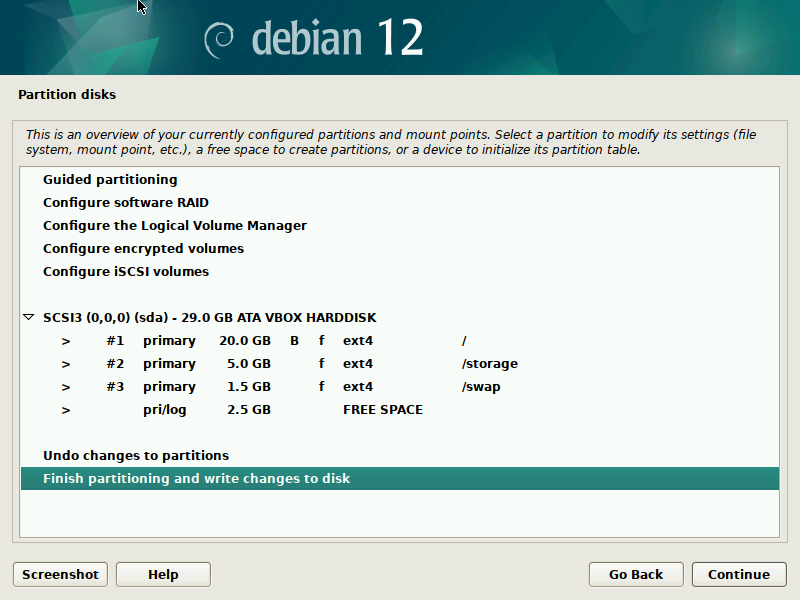 debian 12
Partition disks
This is an overview of your currently configured partitions and mount points. Select a partition to modify its settings (file
system, mount point, etc.), a free space to create partitions, or a device to initialize its partition table.
Guided partitioning
Configure software RAID
Configure the Logical Volume Manager
Configure encrypted volumes
Configure iSCSI volumes
SCSI3 (0,0,0) (sda) - 29.0 GB ATA VBOX HARDDISK
> #1 primary 20.0 GB B f ext4 /
> #2 primary 5.0 GB f ext4 /storage
> #3 primary 1.5 GB f ext4 /swap
> pri/log 2.5 GB FREE SPACE
Undo changes to partitions
Finish partitioning and write changes to disk
Screenshot Help Go Back Continue